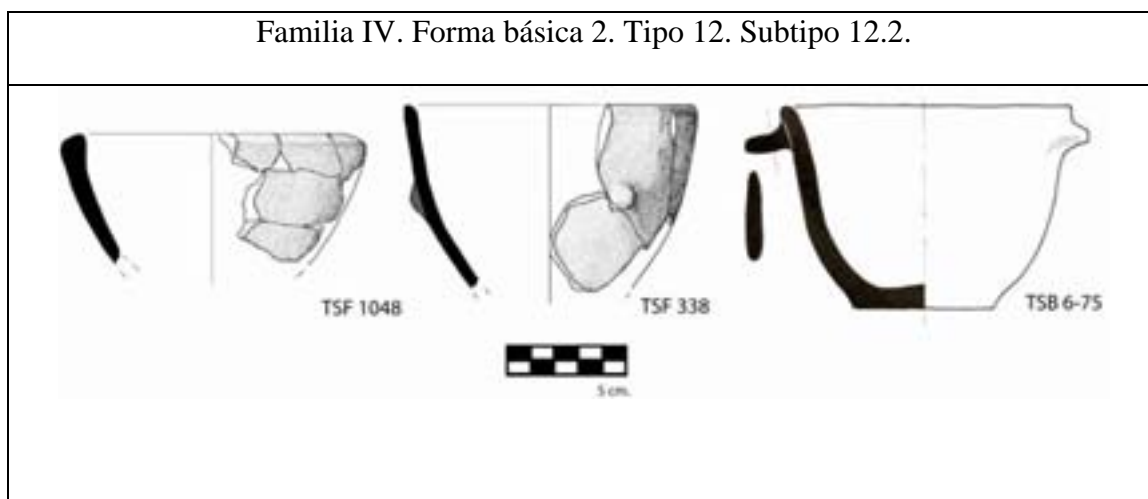 Familia IV. Forma básica 2. Tipo 12. Subtipo 12.2.
TSF 1048
TSF 338
TSB 6-75
5 cm.